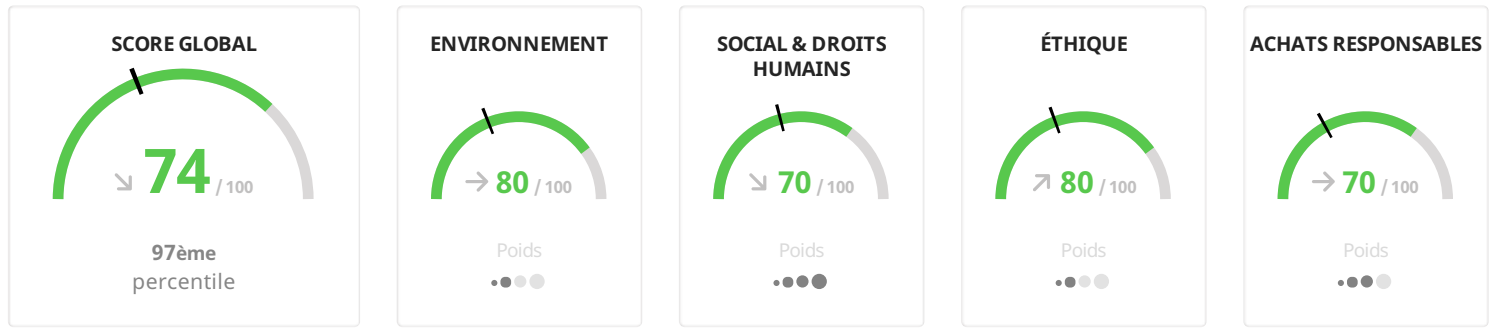 SCORE GLOBAL
74 / 100
97ème
percentile
ENVIRONNEMENT
80 / 100
Poids
SOCIAL & DROITS
HUMAINS
70 / 100
Poids
ÉTHIQUE
80 / 100
Poids
ACHATS RESPONSABLES
70 / 100
Poids